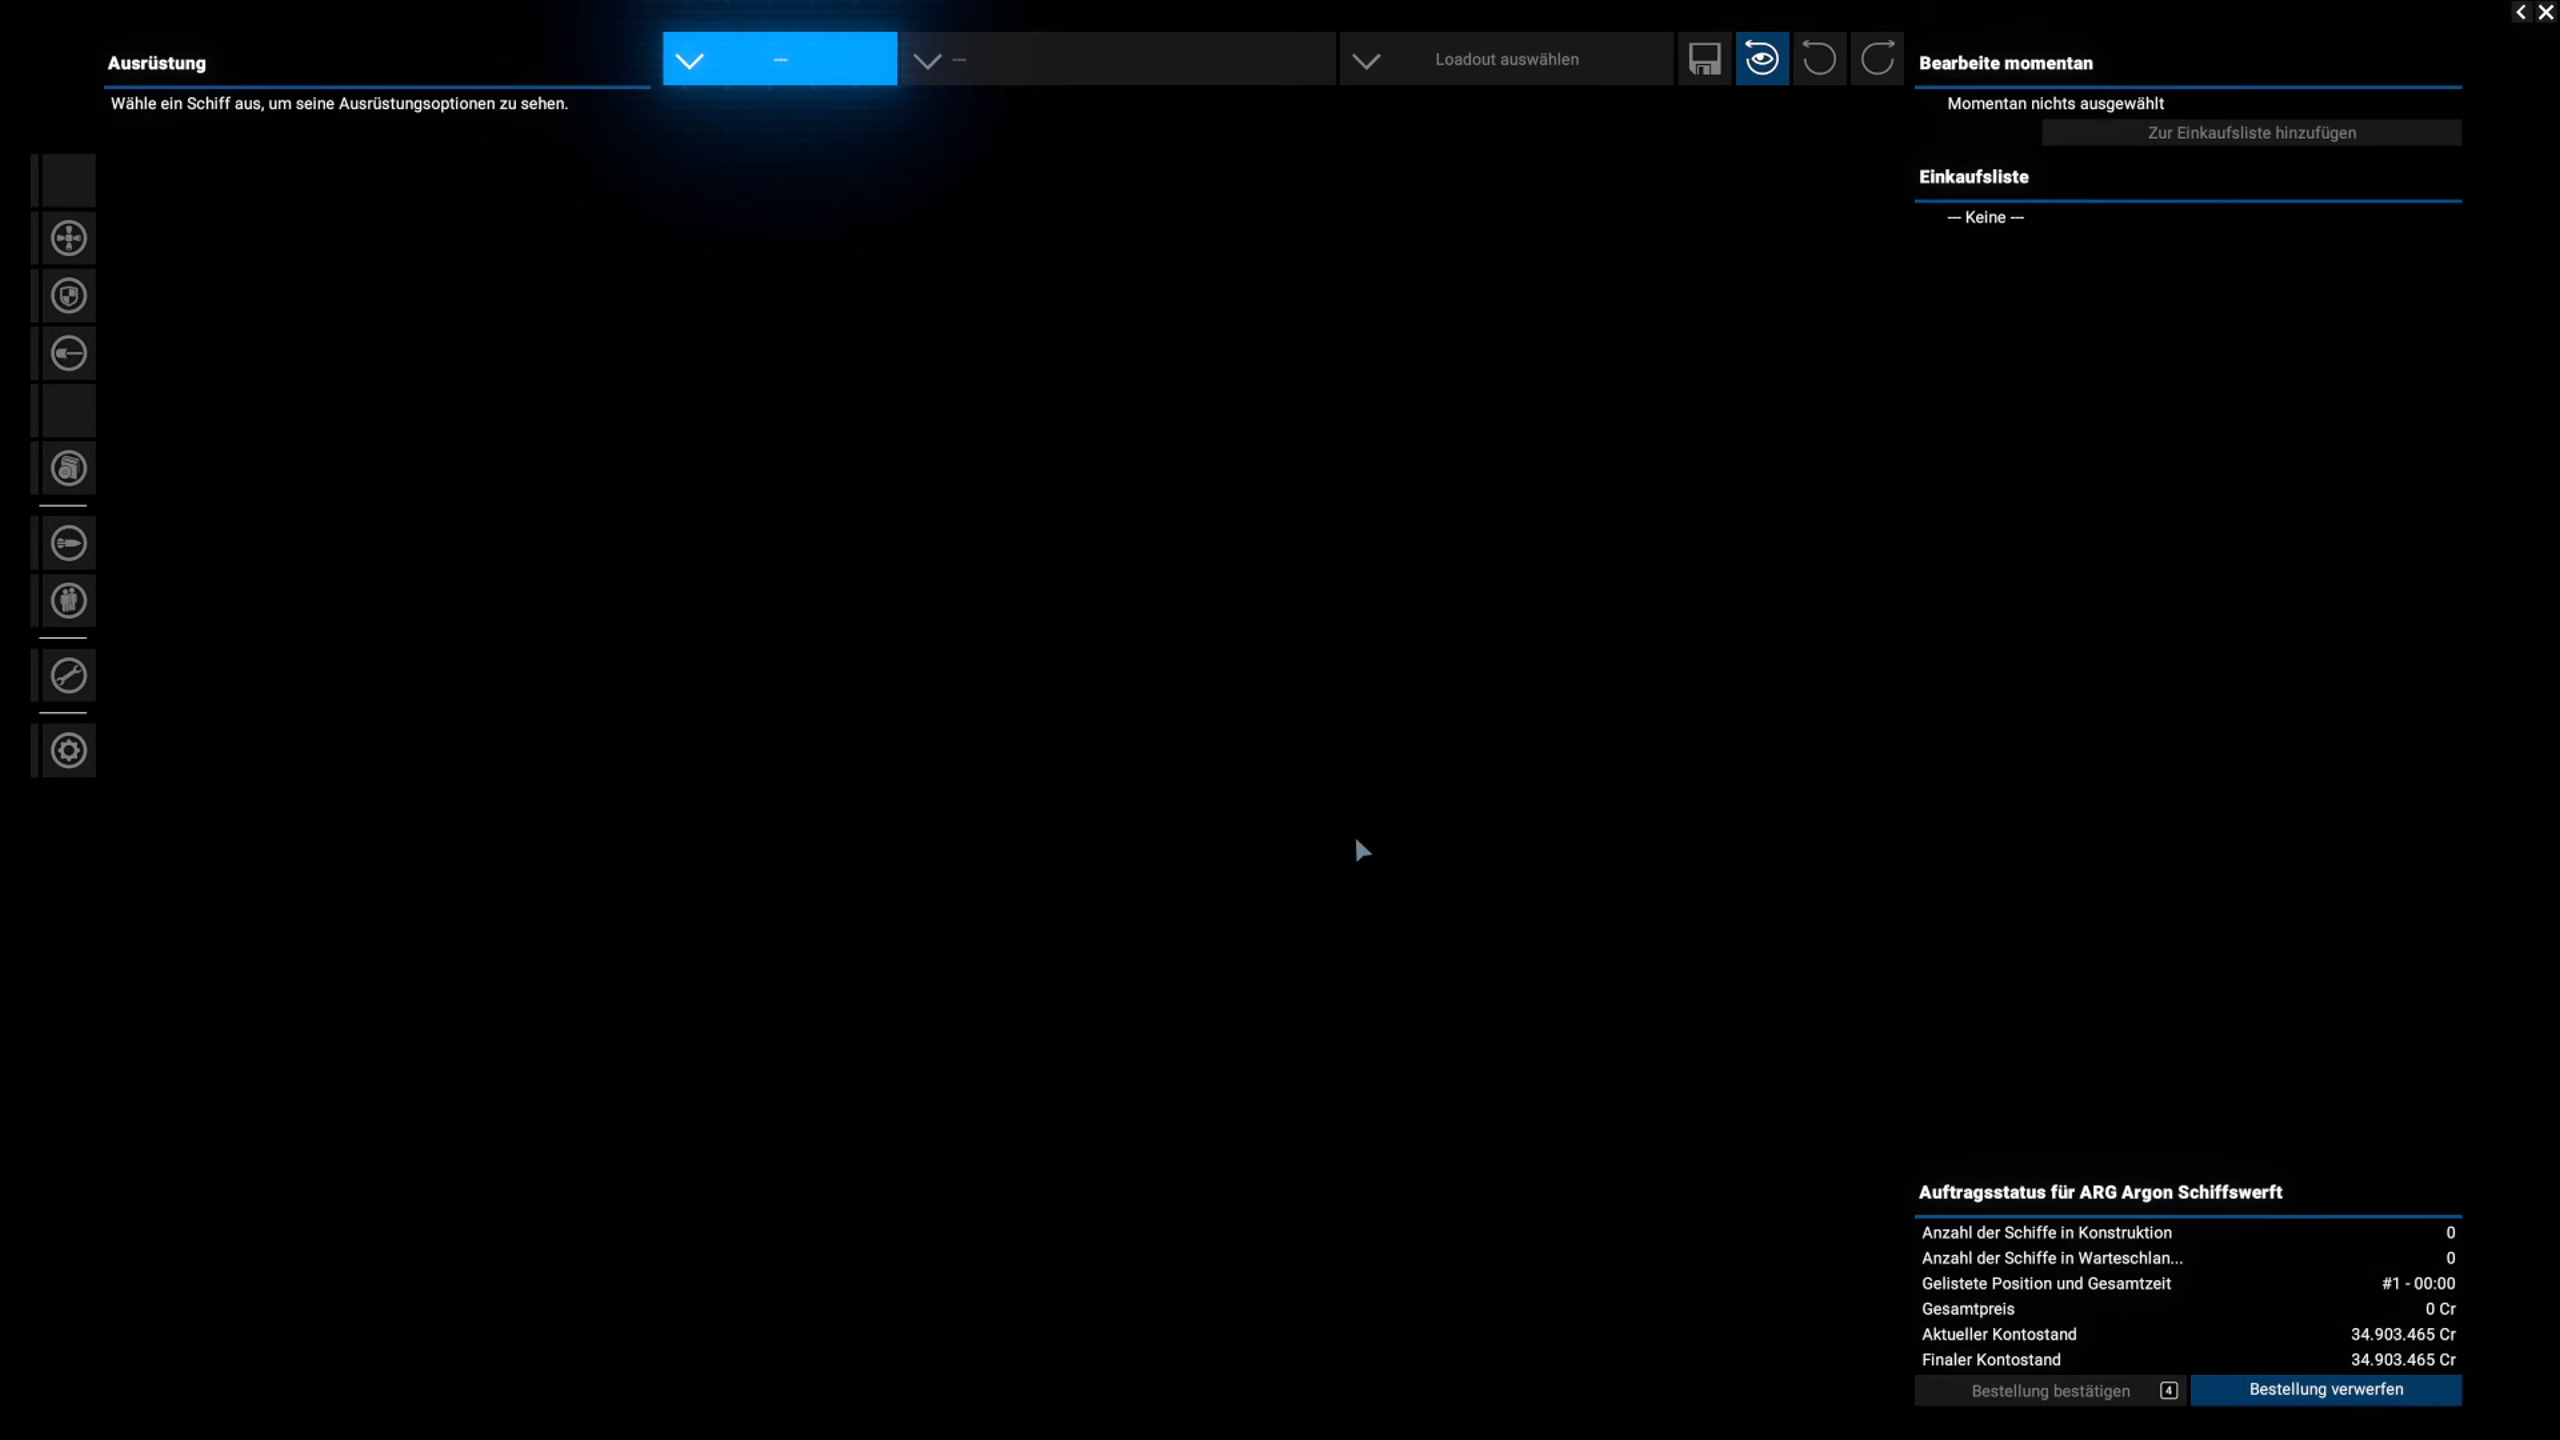 Ausrüstung
Wähle ein Schiff aus, um seine Ausrüstungsoptionen zu sehen.
---
---
Loadout auswählen
Bearbeite momentan
Momentan nichts ausgewählt
Zur Einkaufsliste hinzufügen
Einkaufsliste
--- Keine ---
Auftragsstatus für ARG Argon Schiffswerft
Anzahl der Schiffe in Konstruktion 0
Anzahl der Schiffe in Warteschlan... 0
Gelistete Position und Gesamtzeit #1 - 00:00
Gesamtpreis 0 Cr
Aktueller Kontostand 34.903.465 Cr
Finaler Kontostand 34.903.465 Cr
Bestellung bestätigen 4 Bestellung verwerfen